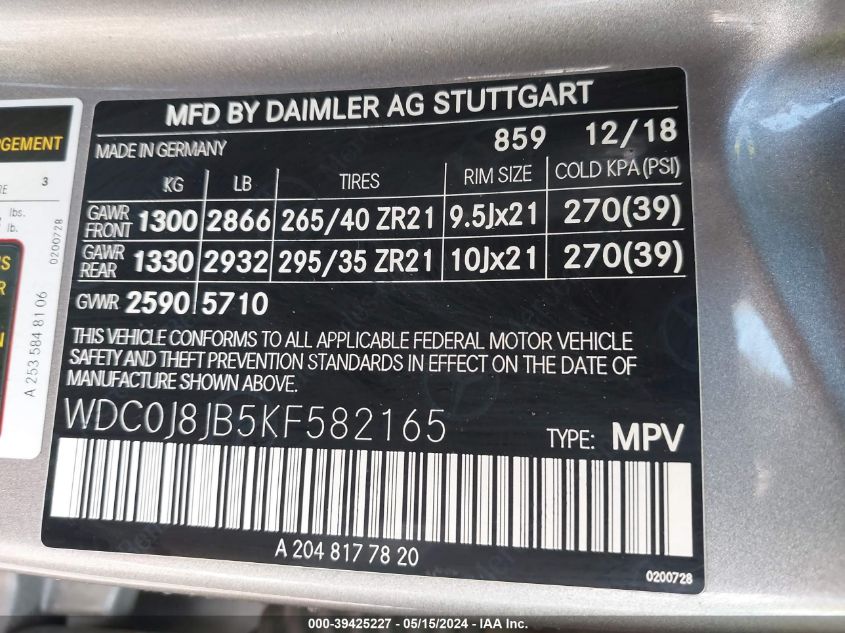 MFD BY DAIMLER AG STUTTGART
MADE IN GERMANY 859 12/18
KG LB TIRES RIM SIZE COLD KPA (PSI)
GAWR FRONT 1300 2866 265/40 ZR21 9.5Jx21 270(39)
GAWR REAR 1330 2932 295/35 ZR21 10Jx21 270(39)
GVWR 2590 5710
THIS VEHICLE CONFORMS TO ALL APPLICABLE FEDERAL MOTOR VEHICLE
SAFETY AND THEFT PREVENTION STANDARDS IN EFFECT ON THE DATE OF
MANUFACTURE SHOWN ABOVE.
WDC0J8JB5KF582165 TYPE: MPV
A 204 817 78 20
0200728
3
lbs.
lb.
0200728
A 253 584 81 06
000-39425227 - 05/15/2024 - IAA Inc.